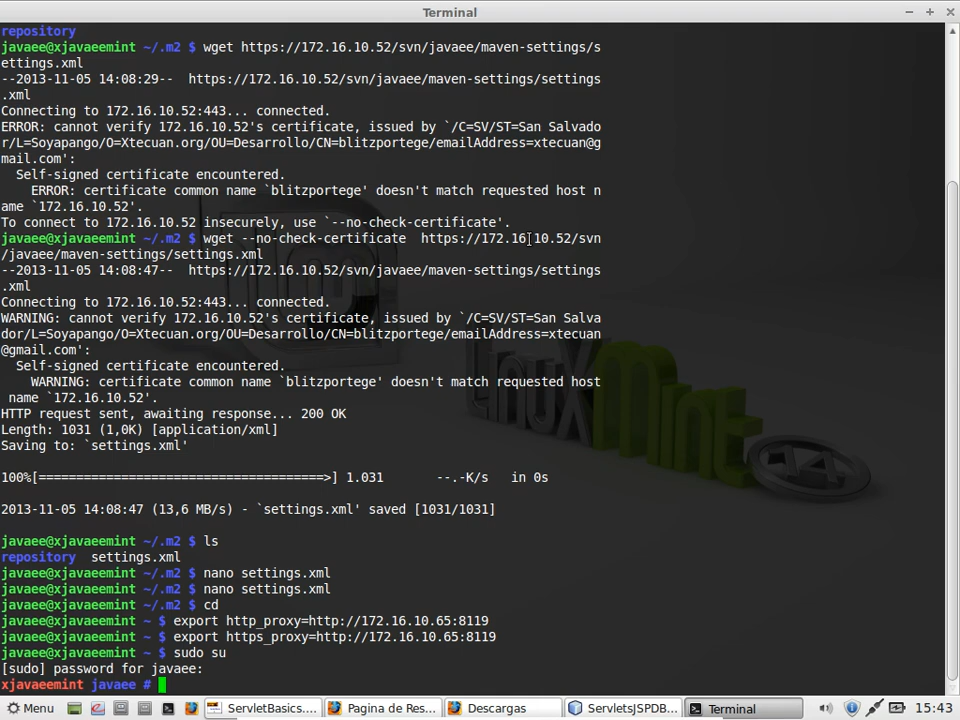 Terminal
repository
javaee@xjavaeemint ~/.m2 $ wget https://172.16.10.52/svn/javaee/maven-settings/s
ettings.xml
--2013-11-05 14:08:29--  https://172.16.10.52/svn/javaee/maven-settings/settings
.xml
Connecting to 172.16.10.52:443... connected.
ERROR: cannot verify 172.16.10.52's certificate, issued by `/C=SV/ST=San Salvado
r/L=Soyapango/O=Xtecuan.org/OU=Desarrollo/CN=blitzportege/emailAddress=xtecuan@g
mail.com':
  Self-signed certificate encountered.
    ERROR: certificate common name `blitzportege' doesn't match requested host n
ame `172.16.10.52'.
To connect to 172.16.10.52 insecurely, use `--no-check-certificate'.
javaee@xjavaeemint ~/.m2 $ wget --no-check-certificate  https://172.16.10.52/svn
/javaee/maven-settings/settings.xml
--2013-11-05 14:08:47--  https://172.16.10.52/svn/javaee/maven-settings/settings
.xml
Connecting to 172.16.10.52:443... connected.
WARNING: cannot verify 172.16.10.52's certificate, issued by `/C=SV/ST=San Salva
dor/L=Soyapango/O=Xtecuan.org/OU=Desarrollo/CN=blitzportege/emailAddress=xtecuan
@gmail.com':
  Self-signed certificate encountered.
    WARNING: certificate common name `blitzportege' doesn't match requested host
 name `172.16.10.52'.
HTTP request sent, awaiting response... 200 OK
Length: 1031 (1,0K) [application/xml]
Saving to: `settings.xml'
100%[======================================>] 1.031       --.-K/s   in 0s
2013-11-05 14:08:47 (13,6 MB/s) - `settings.xml' saved [1031/1031]
javaee@xjavaeemint ~/.m2 $ ls
repository  settings.xml
javaee@xjavaeemint ~/.m2 $ nano settings.xml
javaee@xjavaeemint ~/.m2 $ nano settings.xml
javaee@xjavaeemint ~/.m2 $ cd
javaee@xjavaeemint ~ $ export http_proxy=http://172.16.10.65:8119
javaee@xjavaeemint ~ $ export https_proxy=http://172.16.10.65:8119
javaee@xjavaeemint ~ $ sudo su
[sudo] password for javaee:
xjavaeemint javaee #
LinuxMint 14
Menu ServletBasics.... Pagina de Res... Descargas ServletsJSPDB... Terminal 15:43